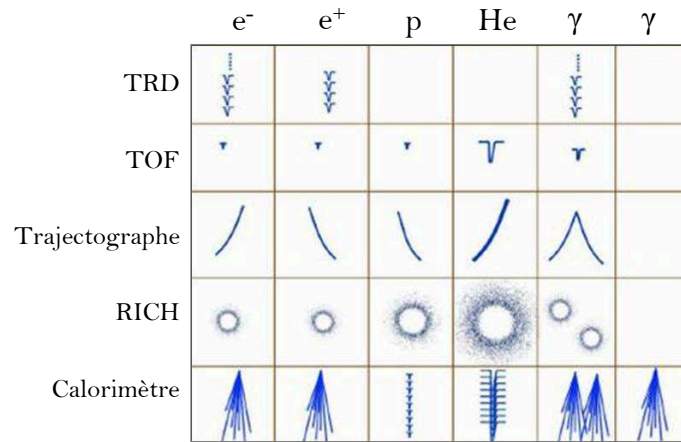 e- e+ p He γ γ
TRD
TOF
Trajectographe
RICH
Calorimètre